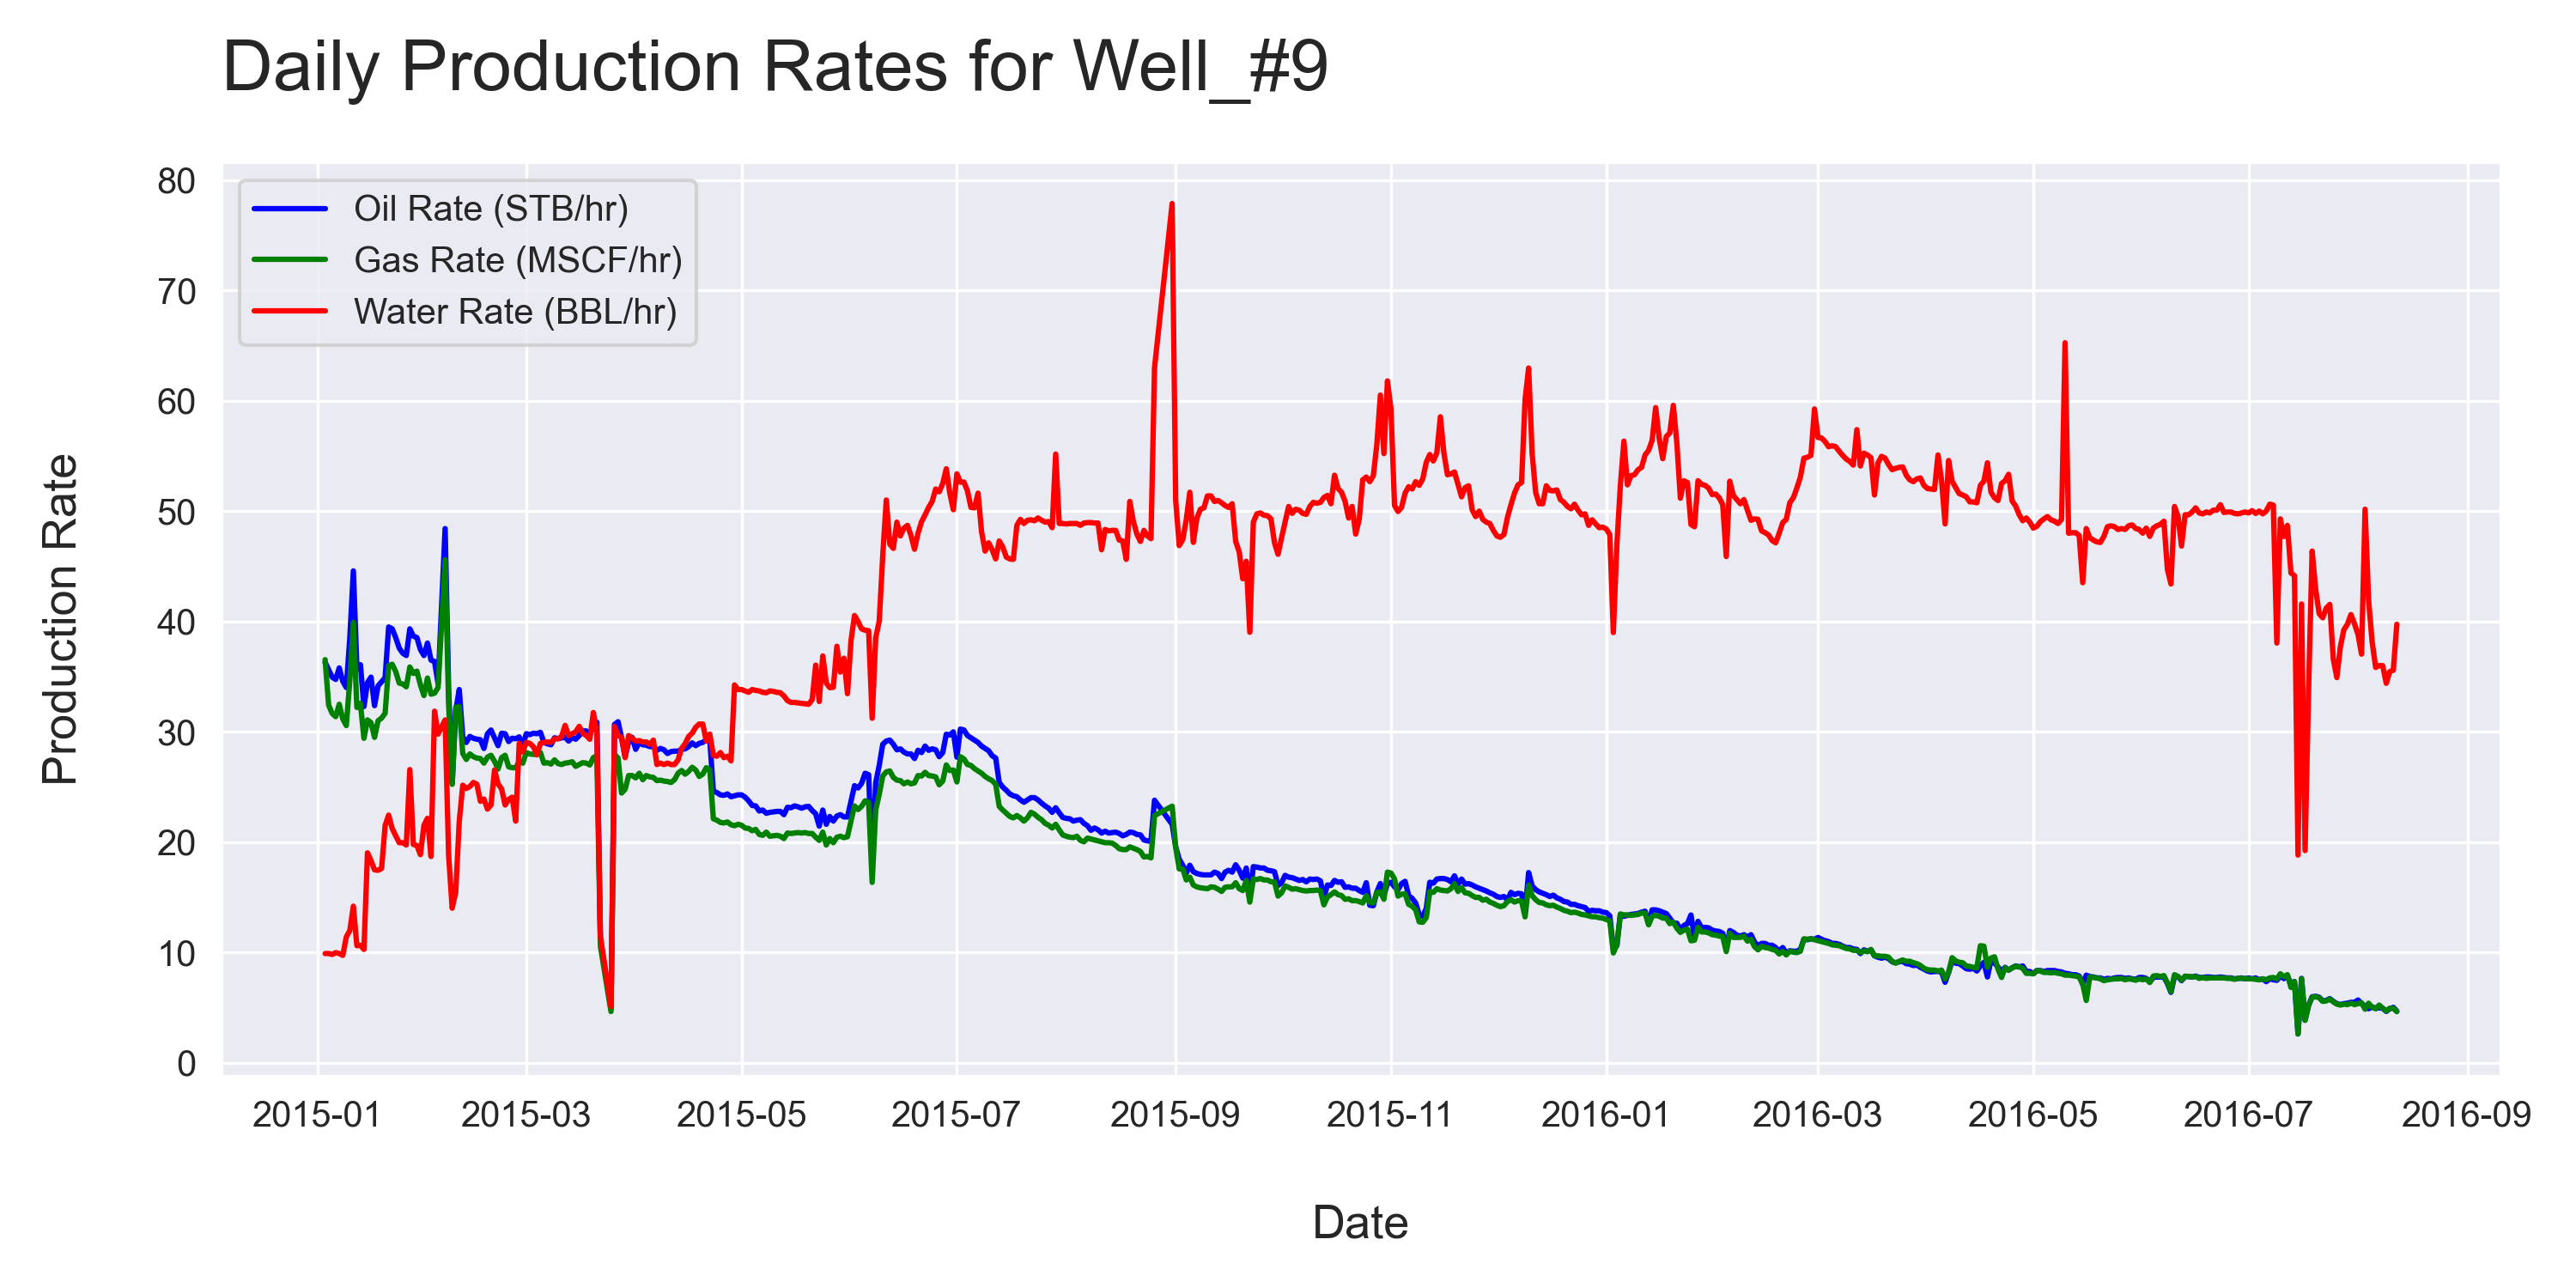 Daily Production Rates for Well_#9
Oil Rate (STB/hr)
Gas Rate (MSCF/hr)
Water Rate (BBL/hr)
Production Rate
80
70
60
50
40
30
20
10
0
2015-01 2015-03 2015-05 2015-07 2015-09 2015-11 2016-01 2016-03 2016-05 2016-07 2016-09
Date